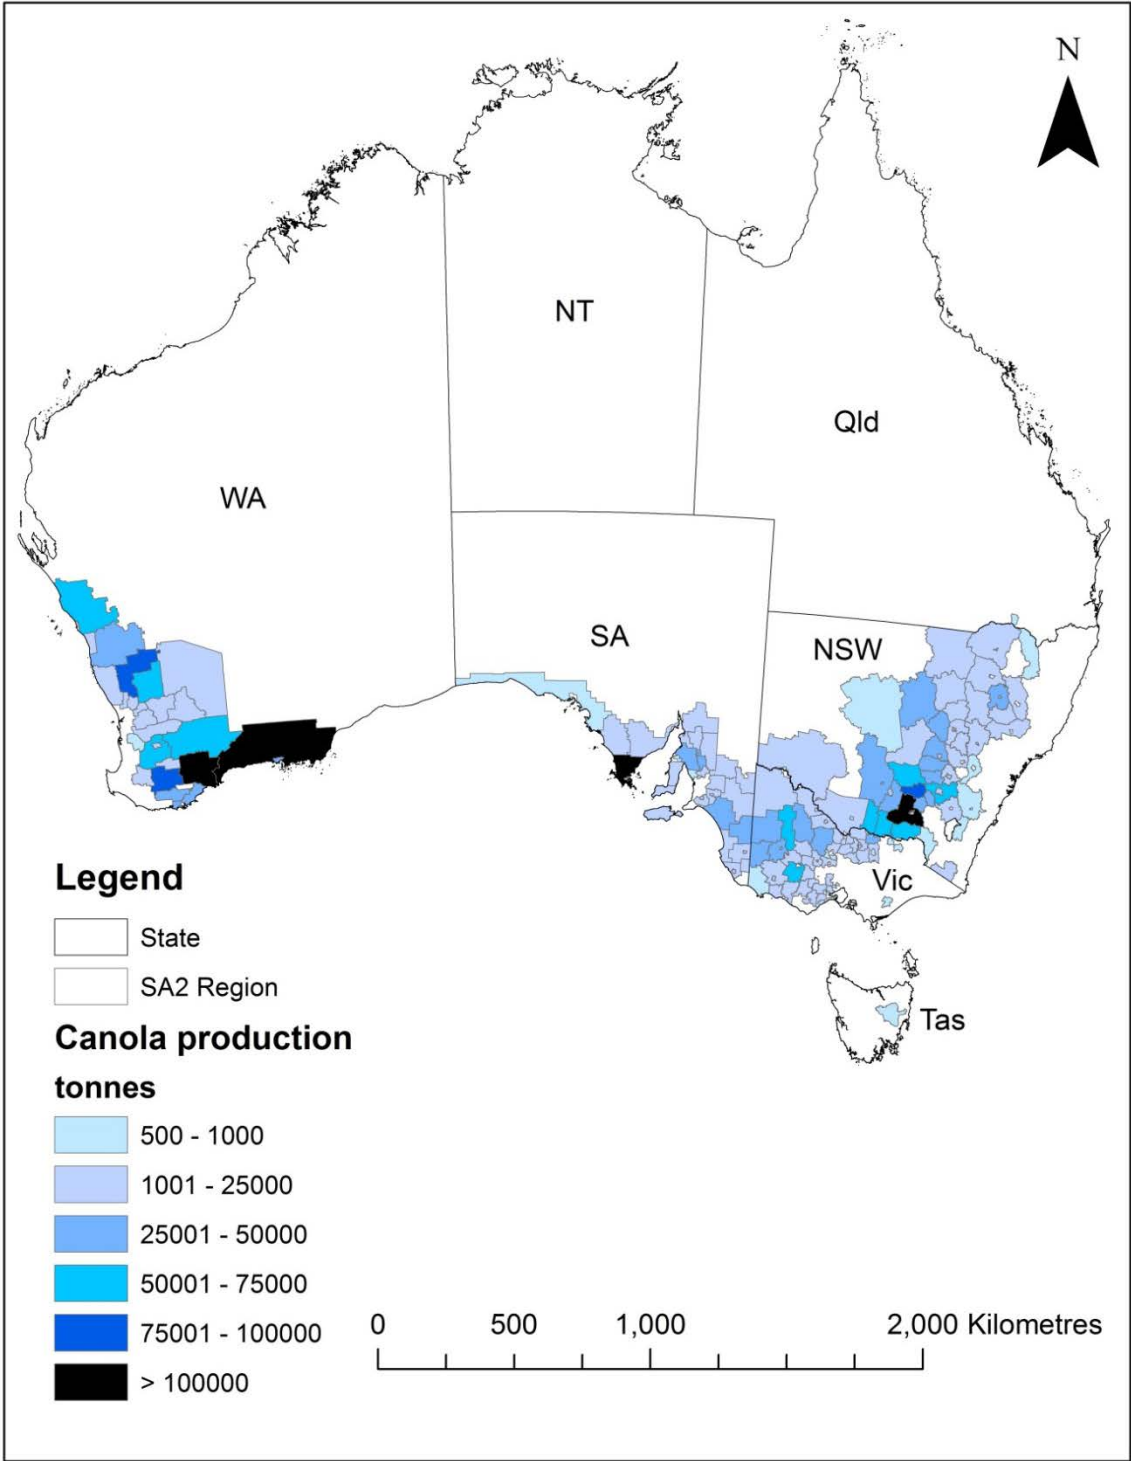 N
NT
Qld
WA
SA
NSW
Vic
Tas
Legend
State
SA2 Region
Canola production
tonnes
500 - 1000
1001 - 25000
25001 - 50000
50001 - 75000
75001 - 100000
> 100000
0 500 1,000 2,000 Kilometres